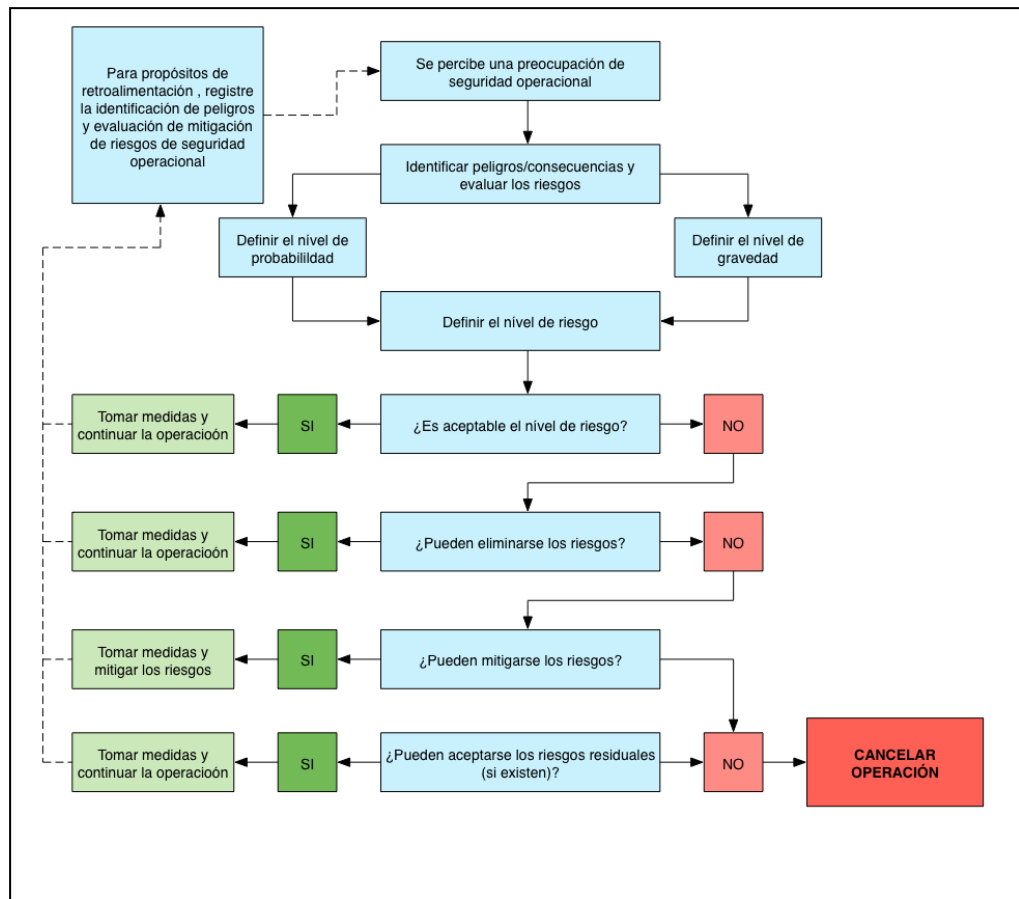 Para propósitos de
retroalimentación , registre
la identificación de peligros
y evaluación de mitigación
de riesgos de seguridad
operacional
Se percibe una preocupación de
seguridad operacional
Identificar peligros/consecuencias y
evaluar los riesgos
Definir el nível de
probabilildad
Definir el nível de
gravedad
Definir el nível de riesgo
Tomar medidas y
continuar la operacioón
SI
¿Es aceptable el nível de riesgo?
NO
Tomar medidas y
continuar la operacioón
SI
¿Pueden eliminarse los riesgos?
NO
Tomar medidas y
mitigar los riesgos
SI
¿Pueden mitigarse los riesgos?
Tomar medidas y
continuar la operacioón
SI
¿Pueden aceptarse los riesgos residuales
(si existen)?
NO
CANCELAR
OPERACIÓN